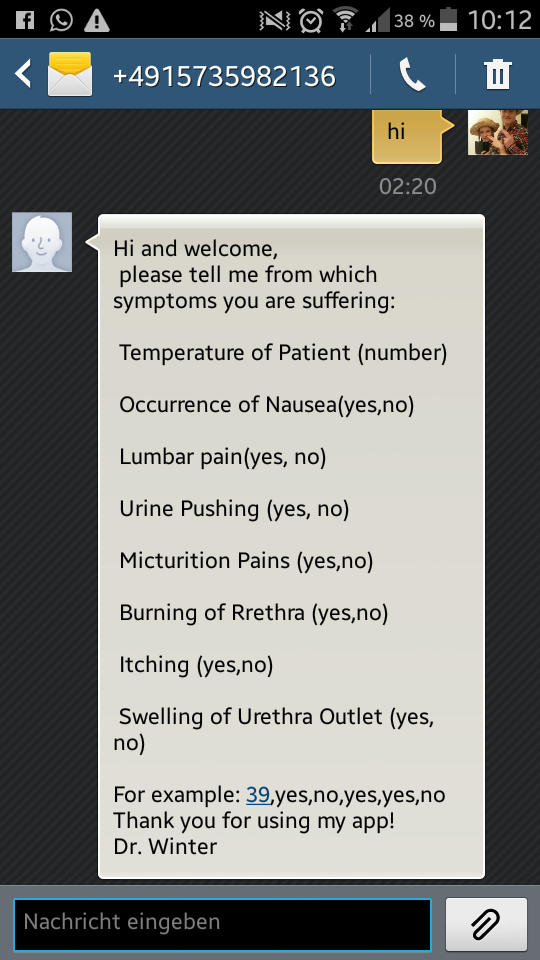 38 % 10:12
+4915735982136
hi
02:20
Hi and welcome,
please tell me from which
symptoms you are suffering:
Temperature of Patient (number)
Occurrence of Nausea(yes,no)
Lumbar pain(yes, no)
Urine Pushing (yes, no)
Micturition Pains (yes,no)
Burning of Rrethra (yes,no)
Itching (yes,no)
Swelling of Urethra Outlet (yes,
no)
For example: 39,yes,no,yes,yes,no
Thank you for using my app!
Dr. Winter
Nachricht eingeben